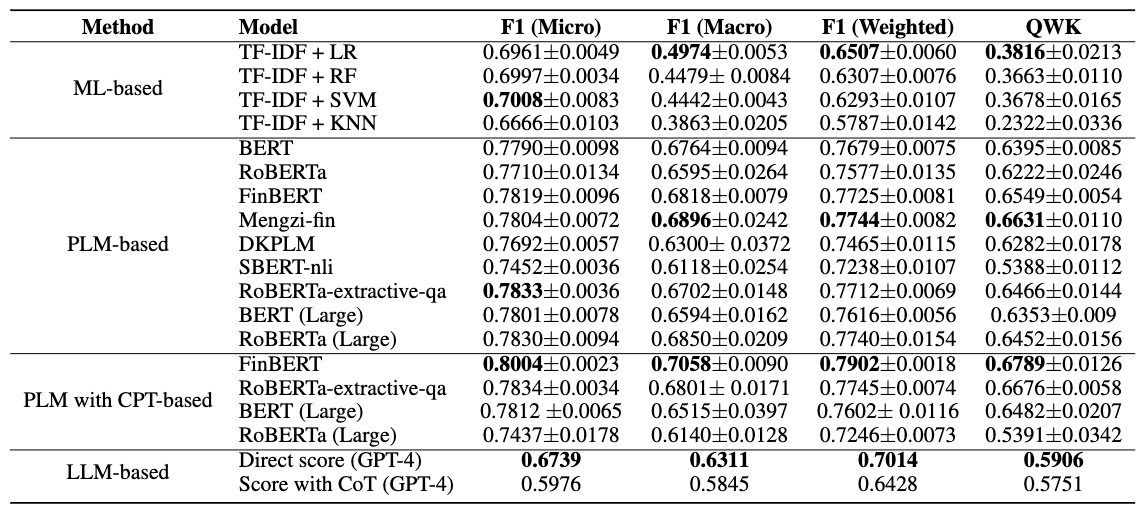 Method Model F1 (Micro) F1 (Macro) F1 (Weighted) QWK
ML-based
TF-IDF + LR 0.6961±0.0049 0.4974±0.0053 0.6507±0.0060 0.3816±0.0213
TF-IDF + RF 0.6997±0.0034 0.4479± 0.0084 0.6307±0.0076 0.3663±0.0110
TF-IDF + SVM 0.7008±0.0083 0.4442±0.0043 0.6293±0.0107 0.3678±0.0165
TF-IDF + KNN 0.6666±0.0103 0.3863±0.0205 0.5787±0.0142 0.2322±0.0336
PLM-based
BERT 0.7790±0.0098 0.6764±0.0094 0.7679±0.0075 0.6395±0.0085
RoBERTa 0.7710±0.0134 0.6595±0.0264 0.7577±0.0135 0.6222±0.0246
FinBERT 0.7819±0.0096 0.6818±0.0079 0.7725±0.0081 0.6549±0.0054
Mengzi-fin 0.7804±0.0072 0.6896±0.0242 0.7744±0.0082 0.6631±0.0110
DKPLM 0.7692±0.0057 0.6300± 0.0372 0.7465±0.0115 0.6282±0.0178
SBERT-nli 0.7452±0.0036 0.6118±0.0254 0.7238±0.0107 0.5388±0.0112
RoBERTa-extractive-qa 0.7833±0.0036 0.6702±0.0148 0.7712±0.0069 0.6466±0.0144
BERT (Large) 0.7801±0.0078 0.6594±0.0162 0.7616±0.0056 0.6353±0.009
RoBERTa (Large) 0.7830±0.0094 0.6850±0.0209 0.7740±0.0154 0.6452±0.0156
PLM with CPT-based
FinBERT 0.8004±0.0023 0.7058±0.0090 0.7902±0.0018 0.6789±0.0126
RoBERTa-extractive-qa 0.7834±0.0034 0.6801± 0.0171 0.7745±0.0074 0.6676±0.0058
BERT (Large) 0.7812 ±0.0065 0.6515±0.0397 0.7602± 0.0116 0.6482±0.0207
RoBERTa (Large) 0.7437±0.0178 0.6140±0.0128 0.7246±0.0073 0.5391±0.0342
LLM-based
Direct score (GPT-4) 0.6739 0.6311 0.7014 0.5906
Score with CoT (GPT-4) 0.5976 0.5845 0.6428 0.5751